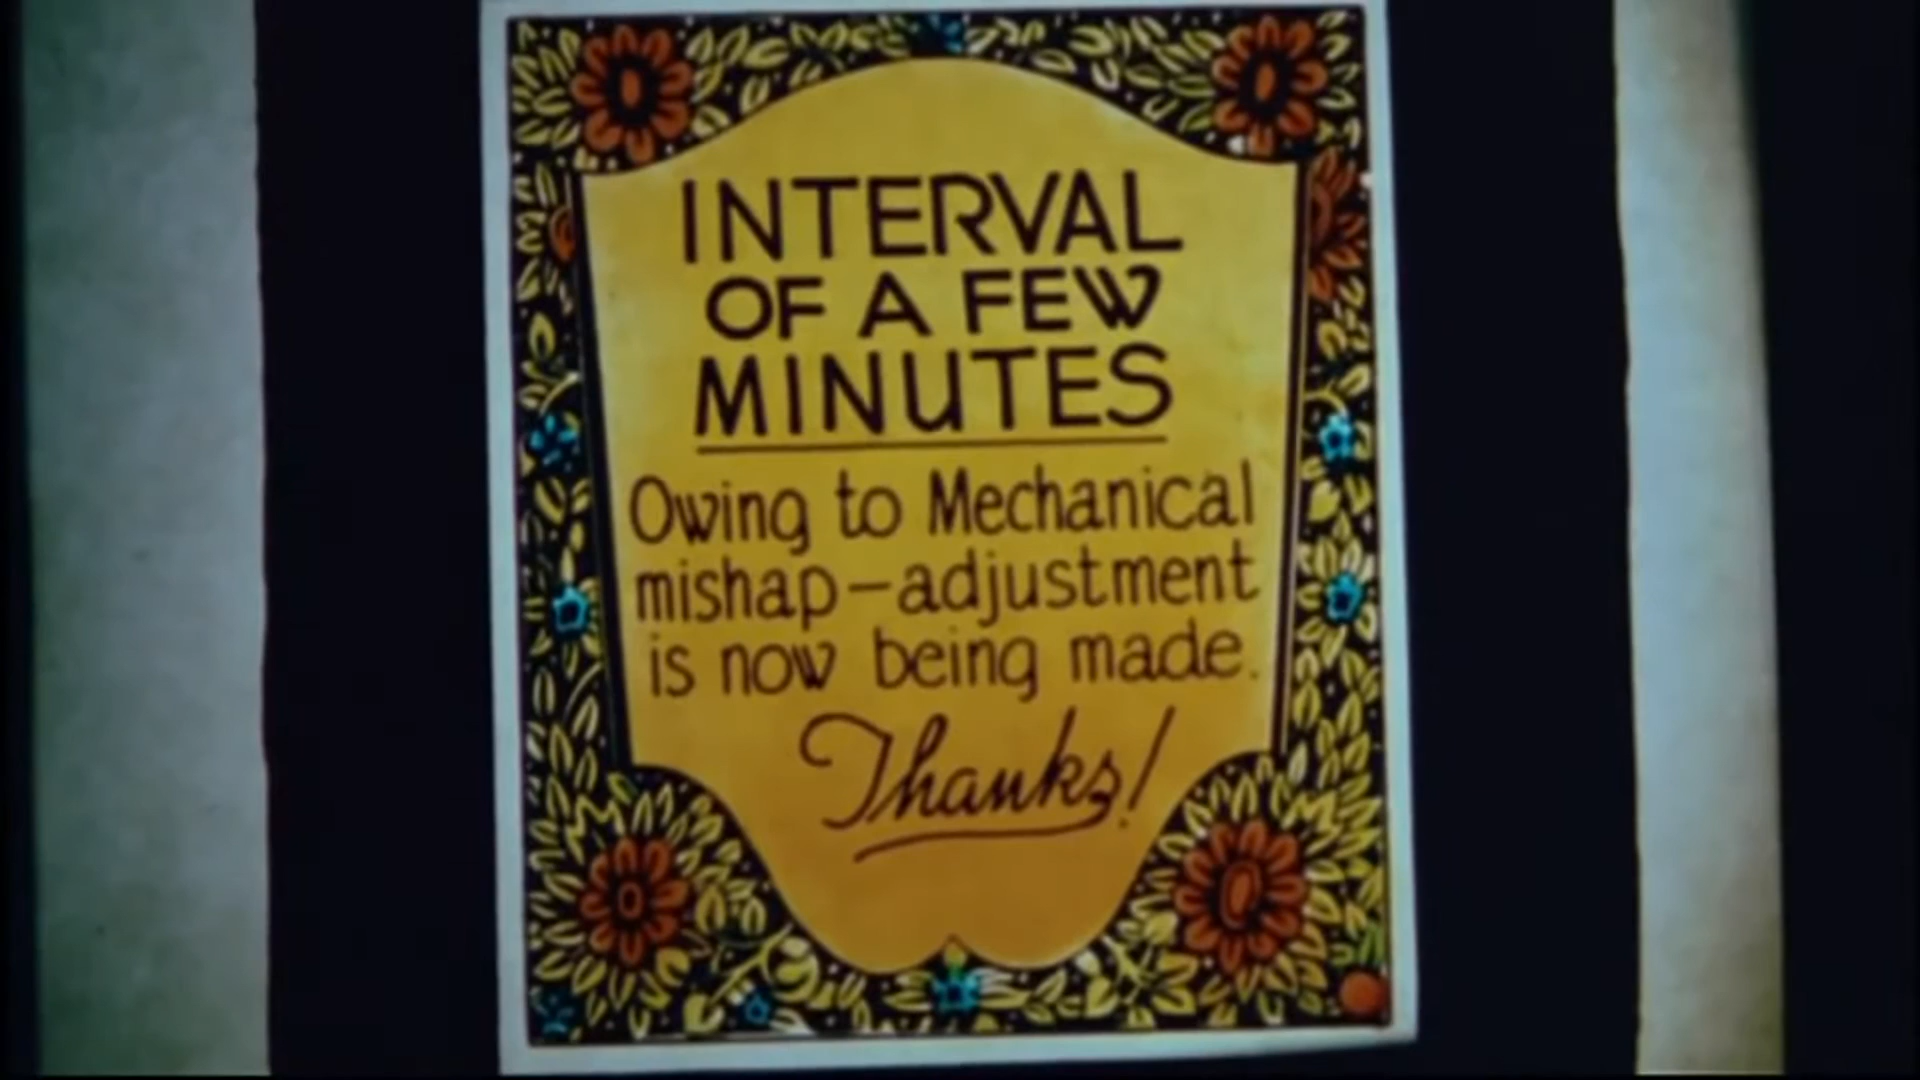 INTERVAL
OF A FEW
MINUTES
Owing to Mechanical
mishap—adjustment
is now being made.
Thanks!